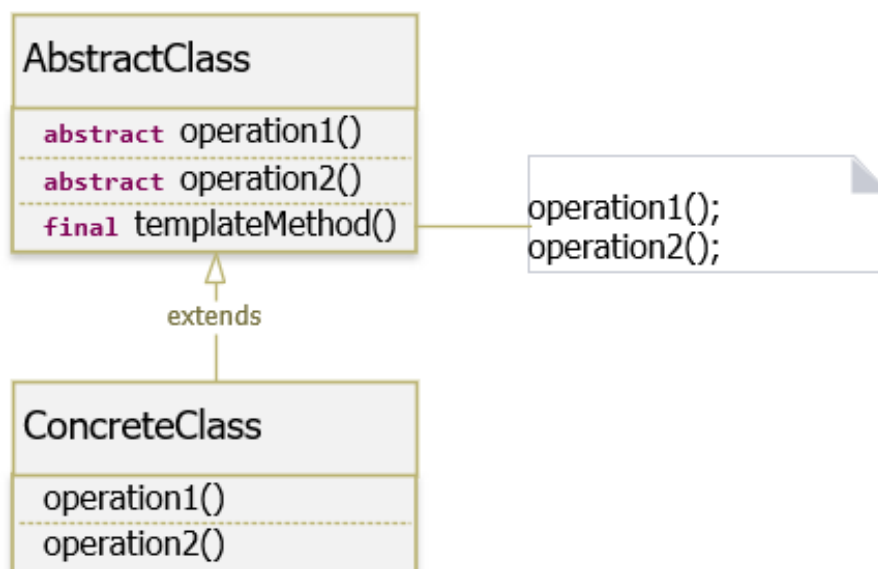 AbstractClass
abstract operation1()
abstract operation2()
final templateMethod()
operation1();
operation2();
extends
ConcreteClass
operation1()
operation2()